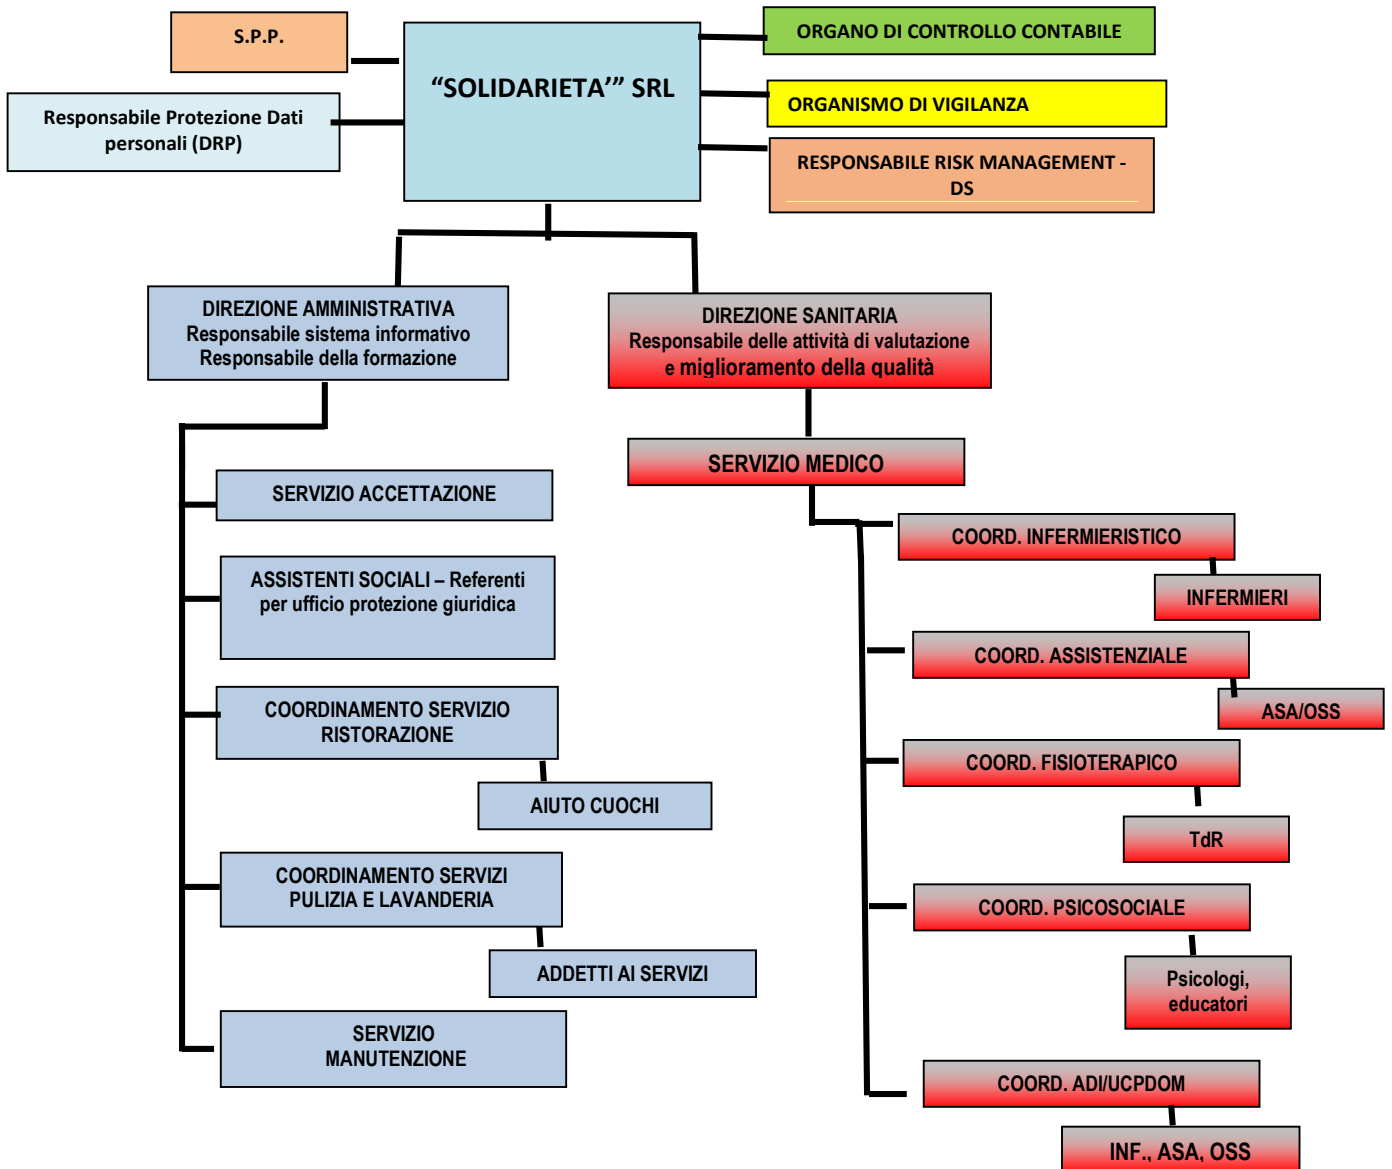 S.P.P.
"SOLIDARIETA'" SRL
ORGANO DI CONTROLLO CONTABILE
Responsabile Protezione Dati
personali (DRP)
ORGANISMO DI VIGILANZA
RESPONSABILE RISK MANAGEMENT -
DS
DIREZIONE AMMINISTRATIVA
Responsabile sistema informativo
Responsabile della formazione
DIREZIONE SANITARIA
Responsabile delle attività di valutazione
e miglioramento della qualità
SERVIZIO ACCETTAZIONE
ASSISTENTI SOCIALI – Referenti
per ufficio protezione giuridica
COORDINAMENTO SERVIZIO
RISTORAZIONE
AIUTO CUOCHI
COORDINAMENTO SERVIZI
PULIZIA E LAVANDERIA
ADDETTI AI SERVIZI
SERVIZIO
MANUTENZIONE
SERVIZIO MEDICO
COORD. INFERMIERISTICO
INFERMIERI
COORD. ASSISTENZIALE
ASA/OSS
COORD. FISIOTERAPICO
TdR
COORD. PSICOSOCIALE
Psicologi,
educatori
COORD. ADI/UCPDOM
INF., ASA, OSS